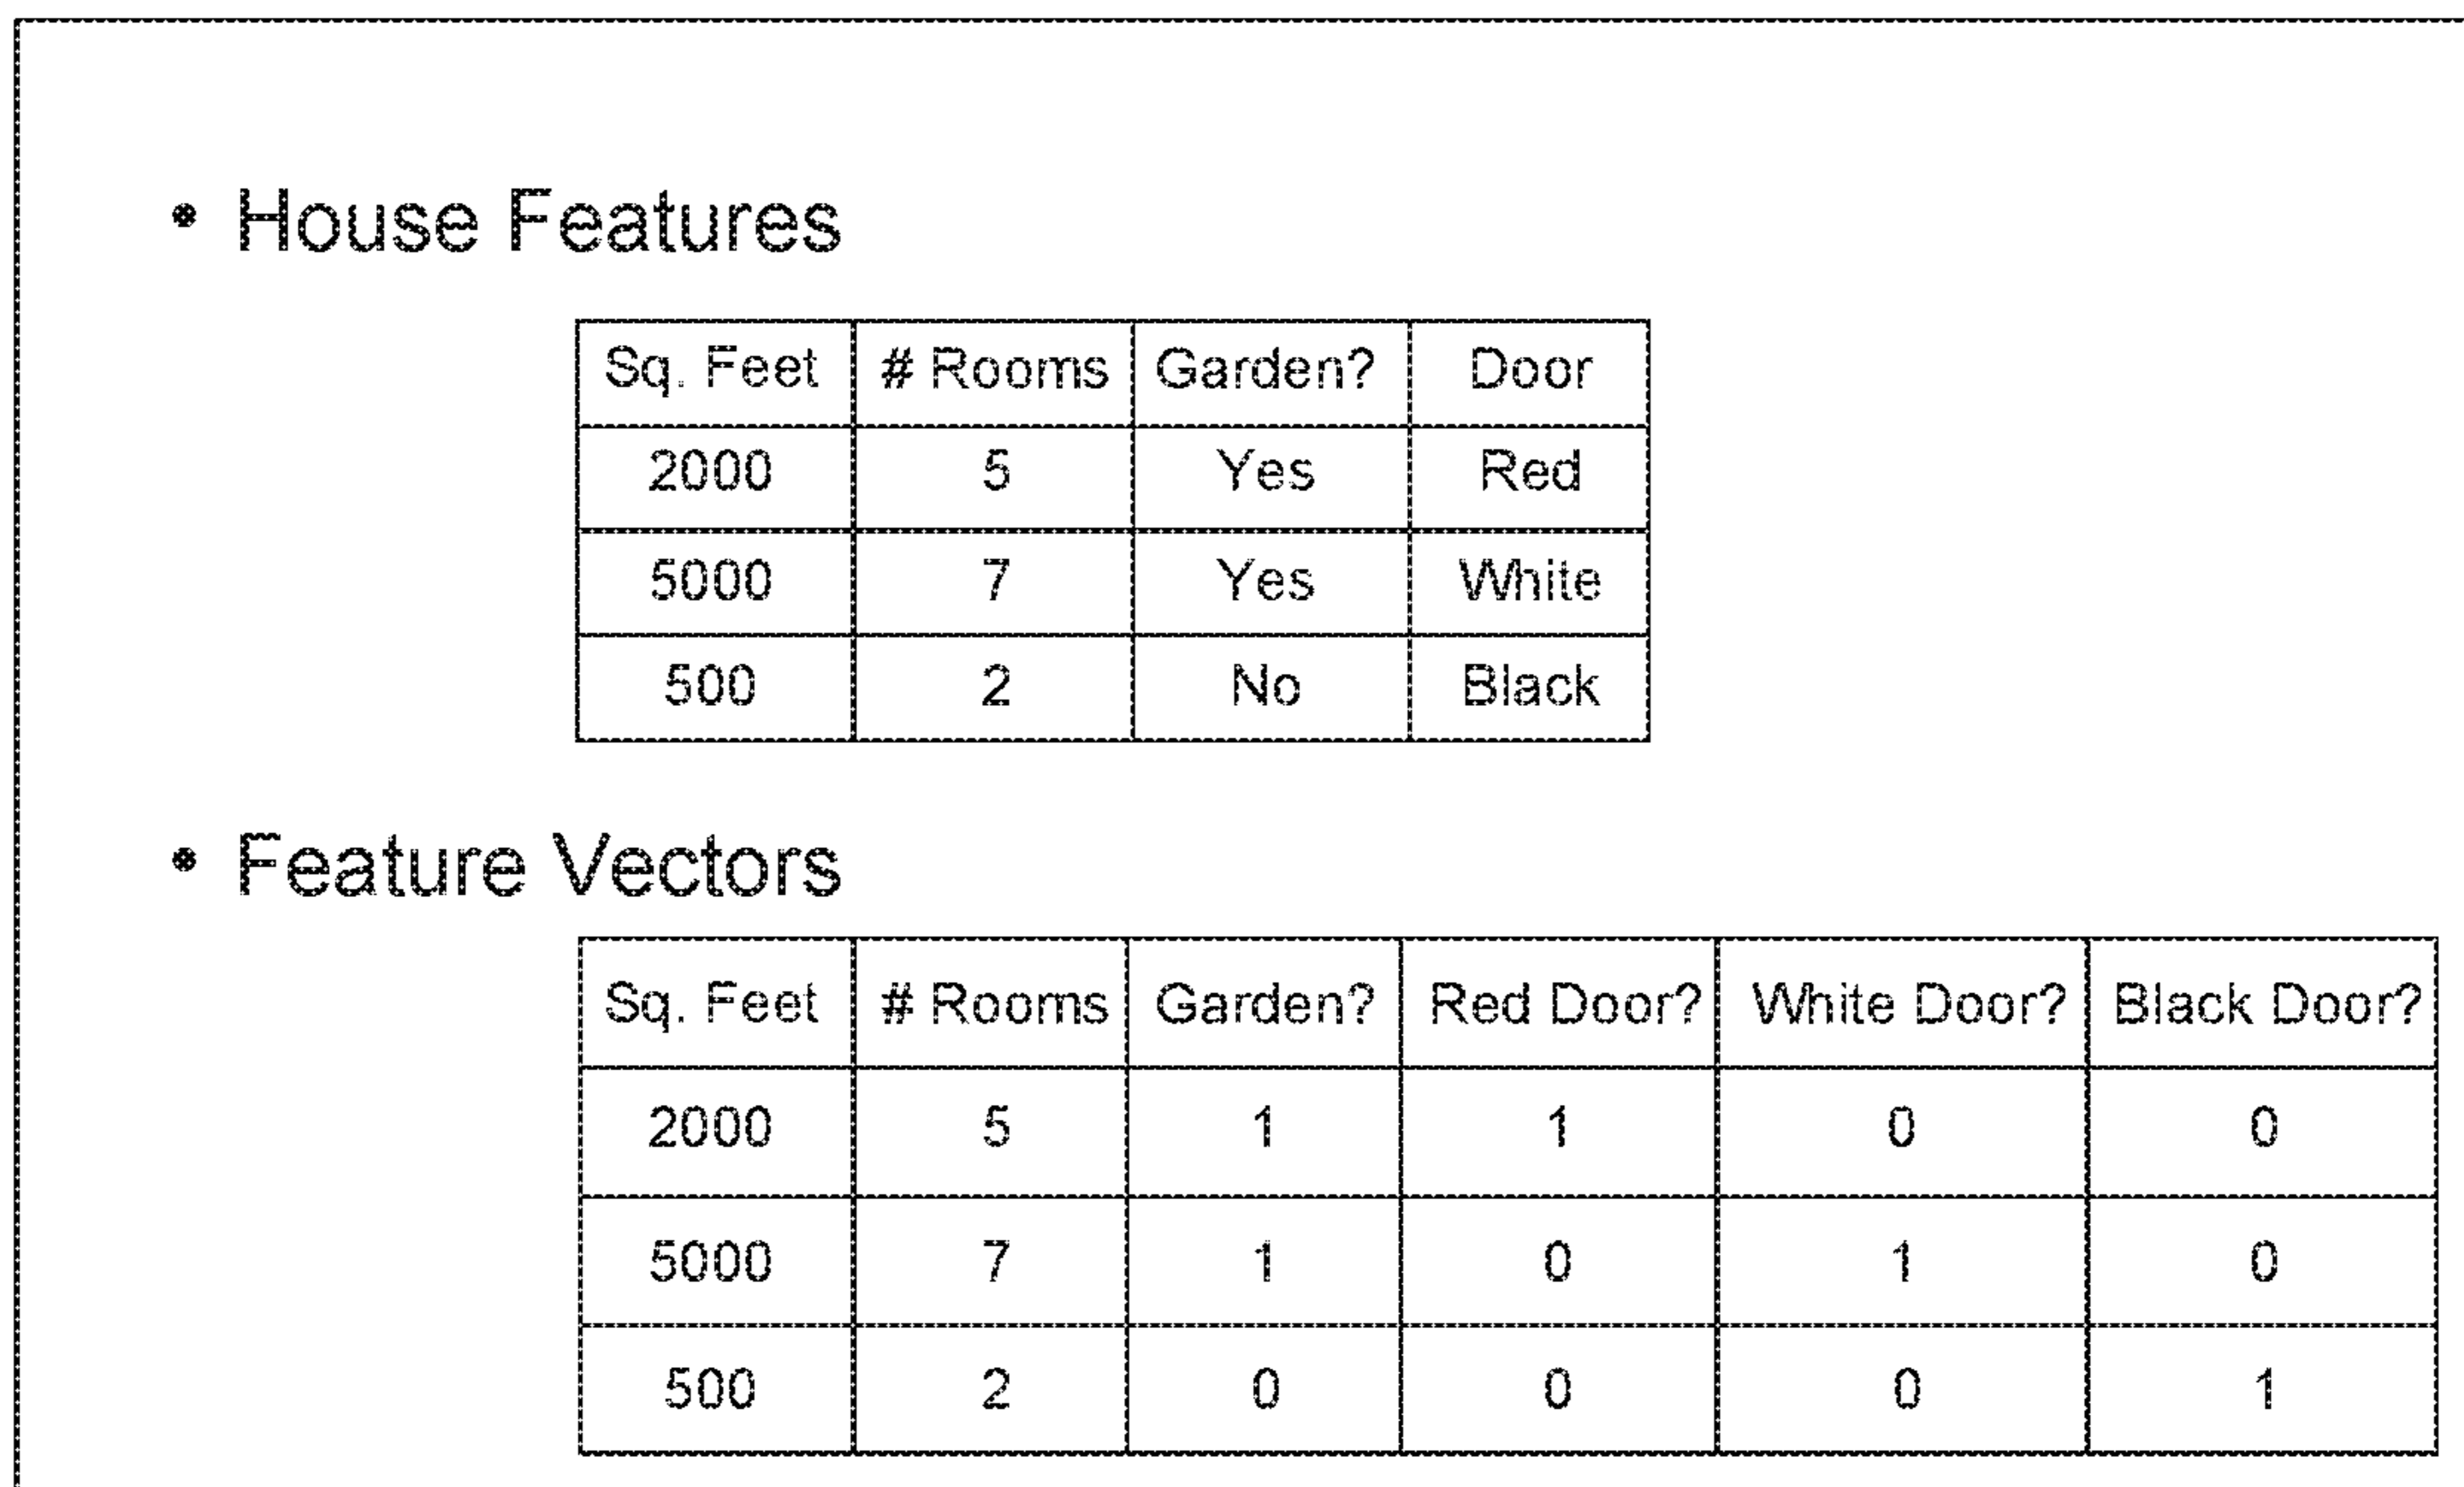 • House Features
Sq. Feet # Rooms Garden? Door
2000 5 Yes Red
5000 7 Yes White
500 2 No Black
• Feature Vectors
Sq. Feet # Rooms Garden? Red Door? White Door? Black Door?
2000 5 1 1 0 0
5000 7 1 0 1 0
500 2 0 0 0 1